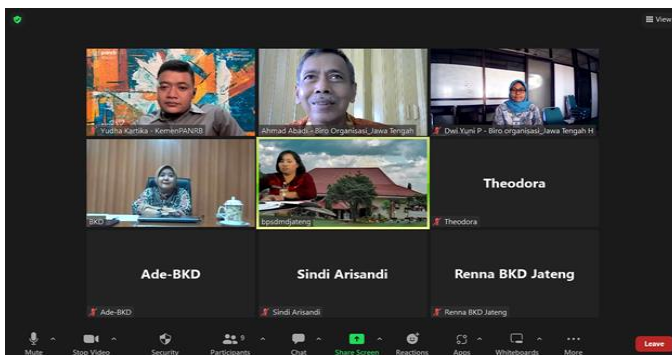 View
Yudha Kartika - KemenPANRB
Ahmad Abadi - Biro Organisasi_Jawa Tengah
Dwi Yuni P - Biro organisasi_Jawa Tengah H
BKD
bpsdmdjateng
Theodora
Theodora
Ade-BKD
Ade-BKD
Sindi Arisandi
Sindi Arisandi
Renna BKD Jateng
Renna BKD Jateng
9
Mute
Stop Video
Security
Participants
Chat
Share Screen
Reactions
Apps
Whiteboards
More
Leave